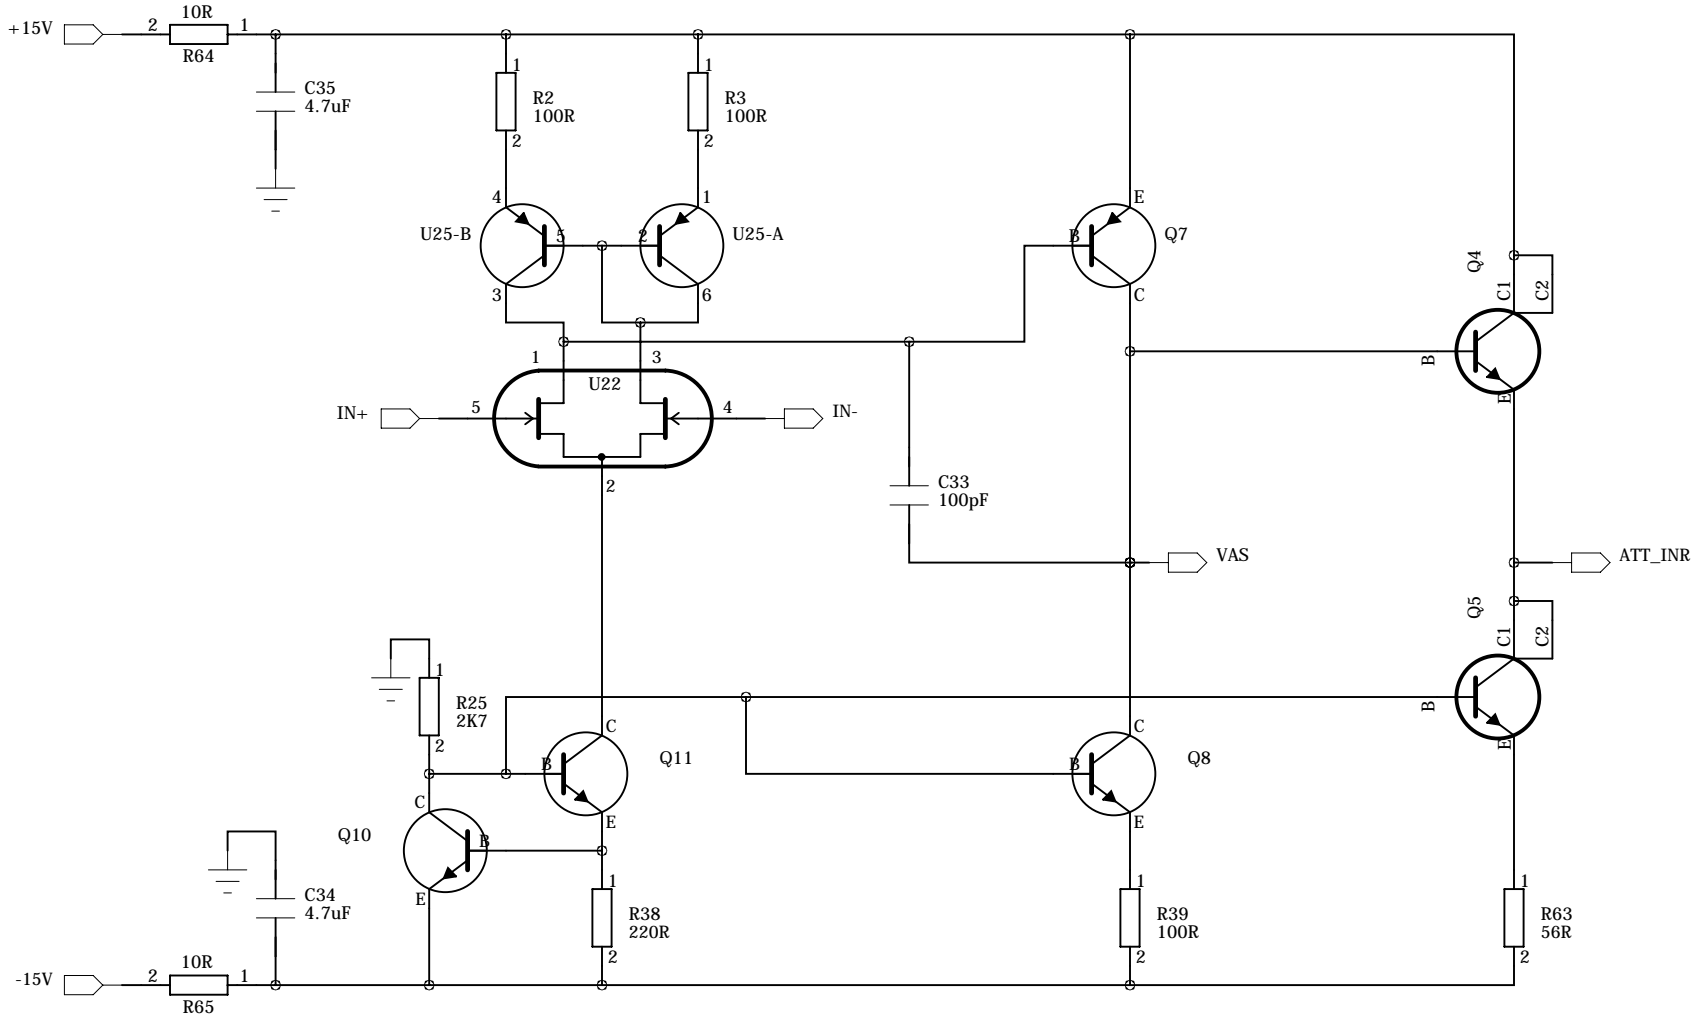 10R
+15V
2
1
R64
C35
4.7uF
1
R2
100R
2
1
R3
100R
2
4
U25-B
5
3
1
2
U25-A
6
E
B
Q7
C
Q4
C1
C2
B
E
1
3
U22
IN+
5
4
IN-
2
C33
100pF
VAS
ATT_INR
Q5
C1
C2
B
E
1
R25
2K7
2
C
B
Q11
E
C
B
Q8
E
C
Q10
B
E
C34
4.7uF
1
R38
220R
2
1
R39
100R
2
1
R63
56R
2
10R
-15V
2
1
R65